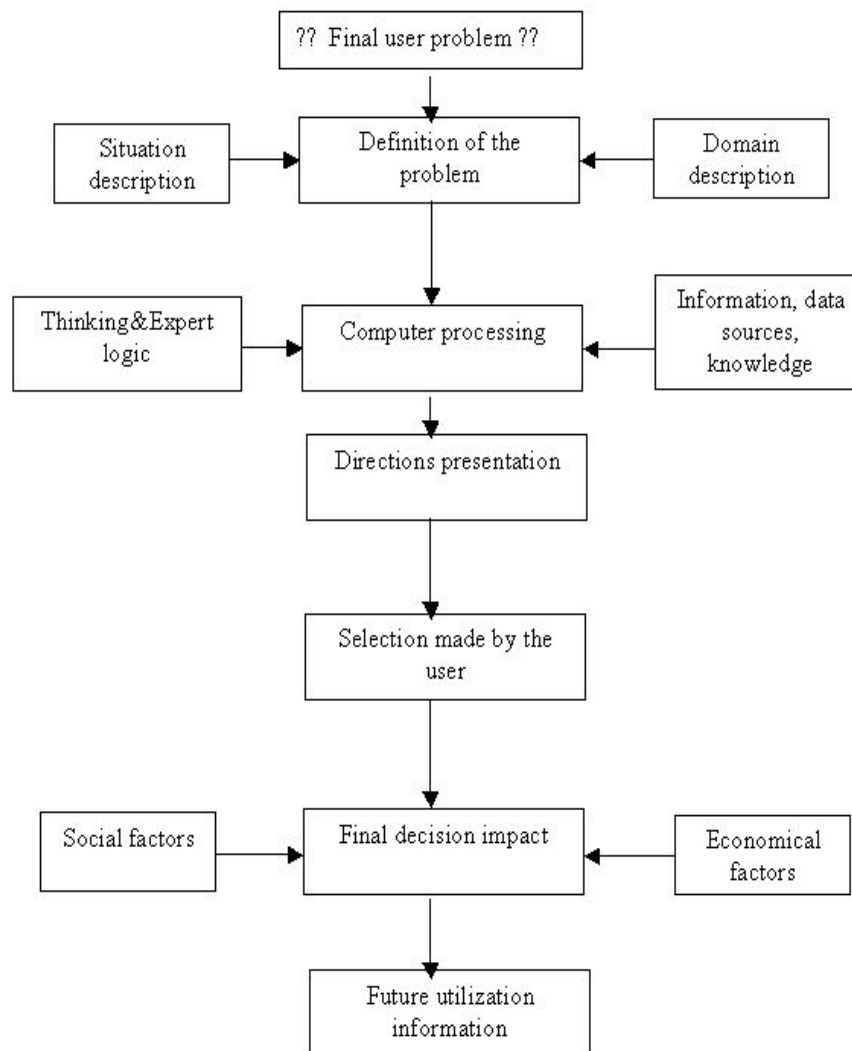 ?? Final user problem ??
Situation
description
Definition of the
problem
Domain
description
Thinking&Expert
logic
Computer processing
Information, data
sources,
knowledge
Directions presentation
Selection made by the
user
Social factors
Final decision impact
Economical
factors
Future utilization
information